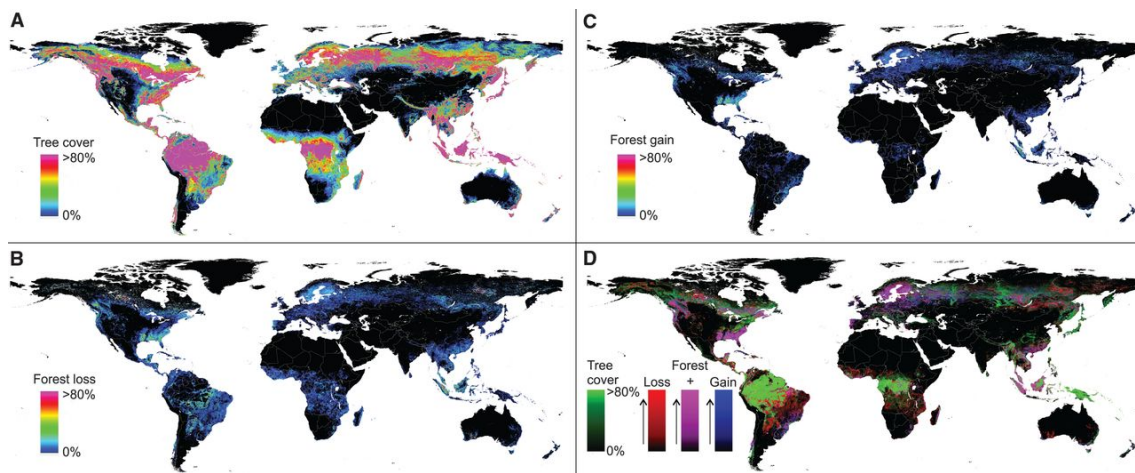 A
Tree cover
>80%
0%
B
Forest loss
>80%
0%
C
Forest gain
>80%
0%
D
Tree
cover
>80%
0%
Forest
Loss + Gain